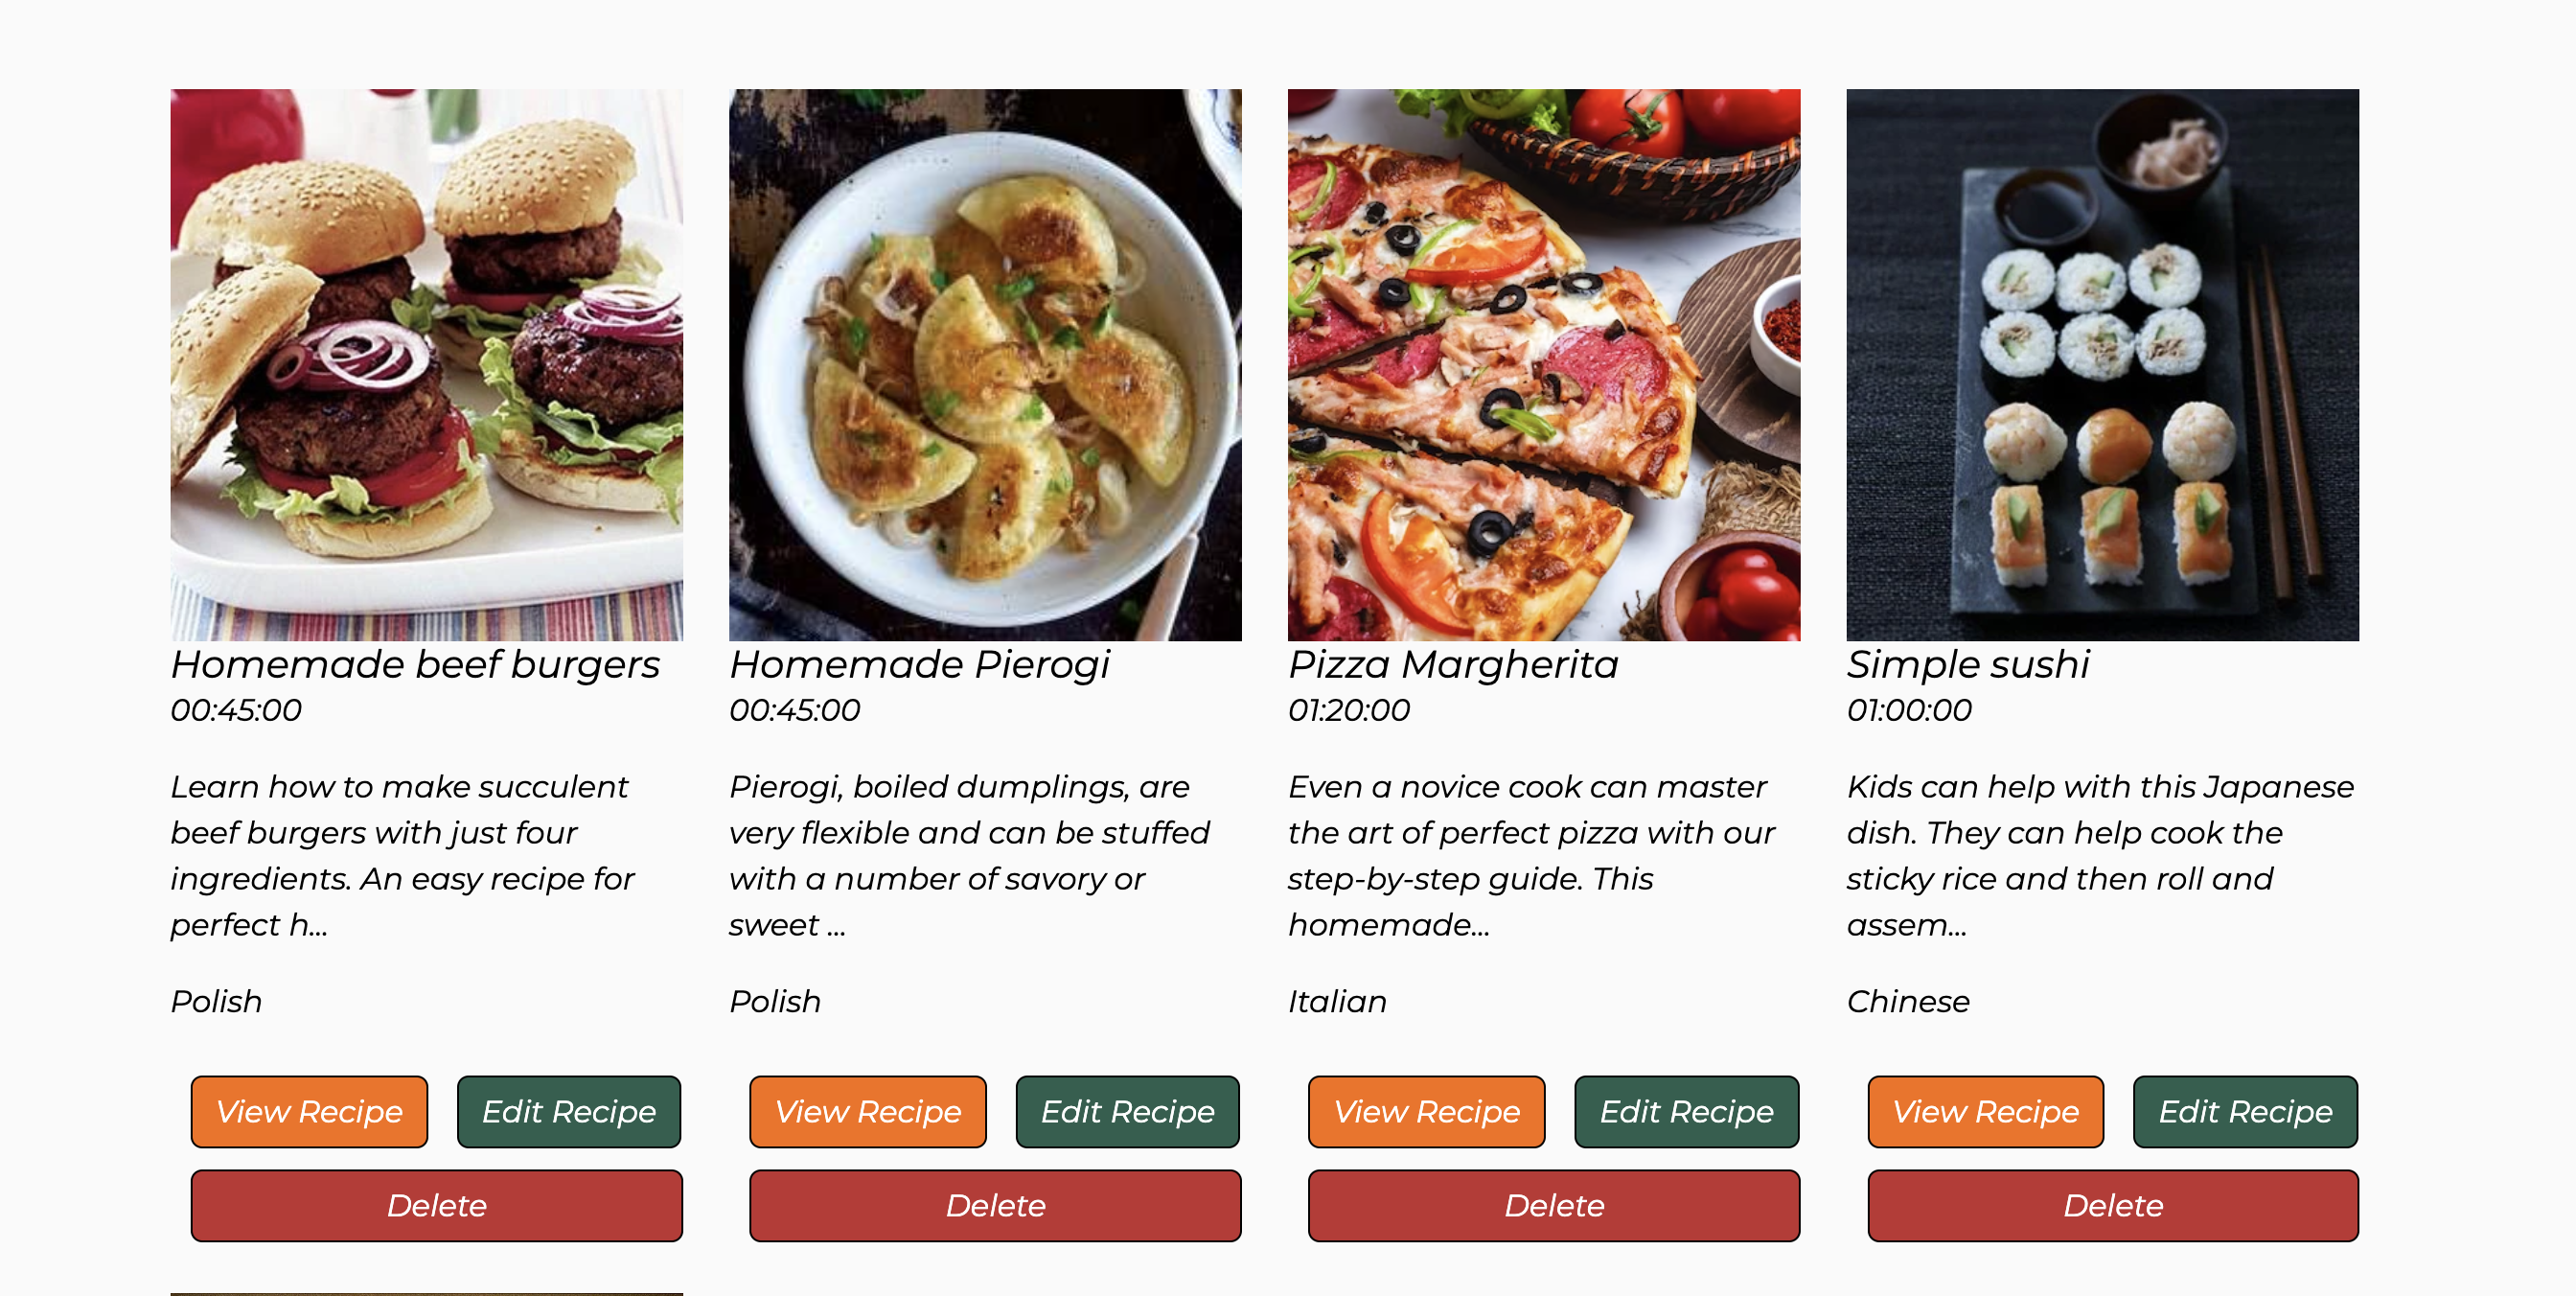 Homemade beef burgers
00:45:00
Learn how to make succulent
beef burgers with just four
ingredients. An easy recipe for
perfect h...
Polish
View Recipe
Edit Recipe
Delete
Homemade Pierogi
00:45:00
Pierogi, boiled dumplings, are
very flexible and can be stuffed
with a number of savory or
sweet ...
Polish
View Recipe
Edit Recipe
Delete
Pizza Margherita
01:20:00
Even a novice cook can master
the art of perfect pizza with our
step-by-step guide. This
homemade...
Italian
View Recipe
Edit Recipe
Delete
Simple sushi
01:00:00
Kids can help with this Japanese
dish. They can help cook the
sticky rice and then roll and
assem...
Chinese
View Recipe
Edit Recipe
Delete